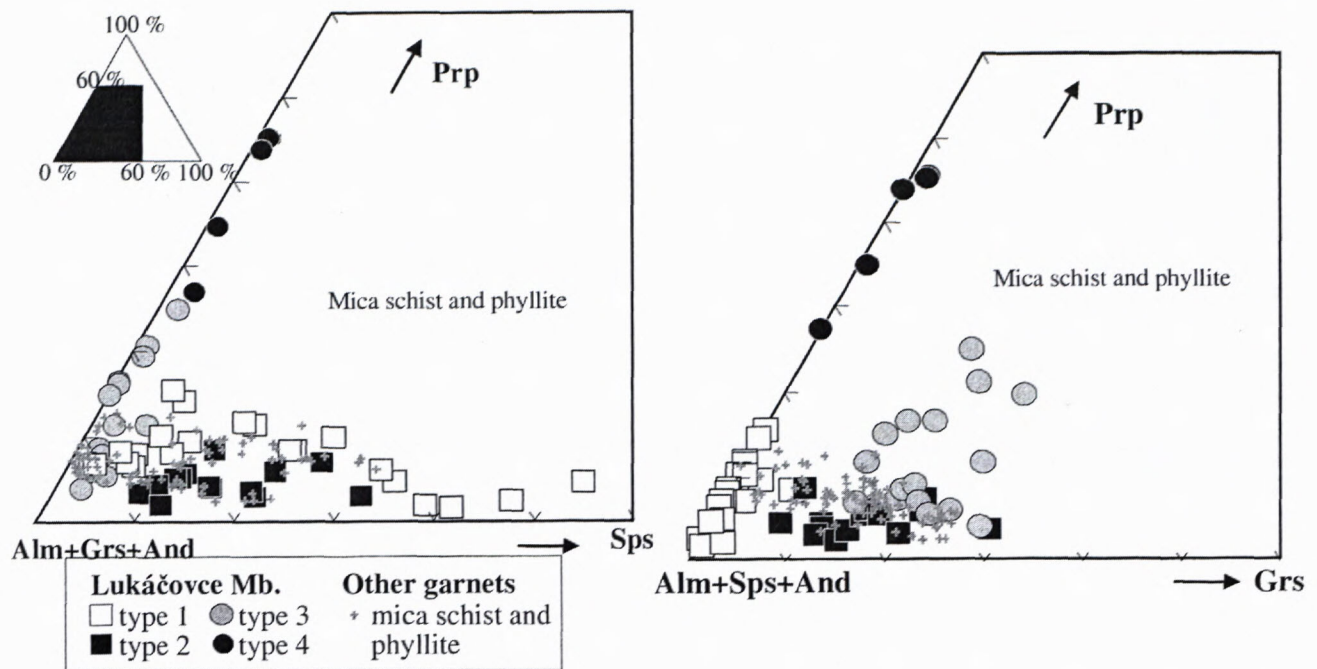 100 %
60 %
0 % 60 % 100 %
Prp
Mica schist and phyllite
Alm+Grs+And
Sps
Prp
Mica schist and phyllite
Alm+Sps+And
Grs
Lukáčovce Mb.
type 1
type 3
type 2
type 4
Other garnets
mica schist and
phyllite